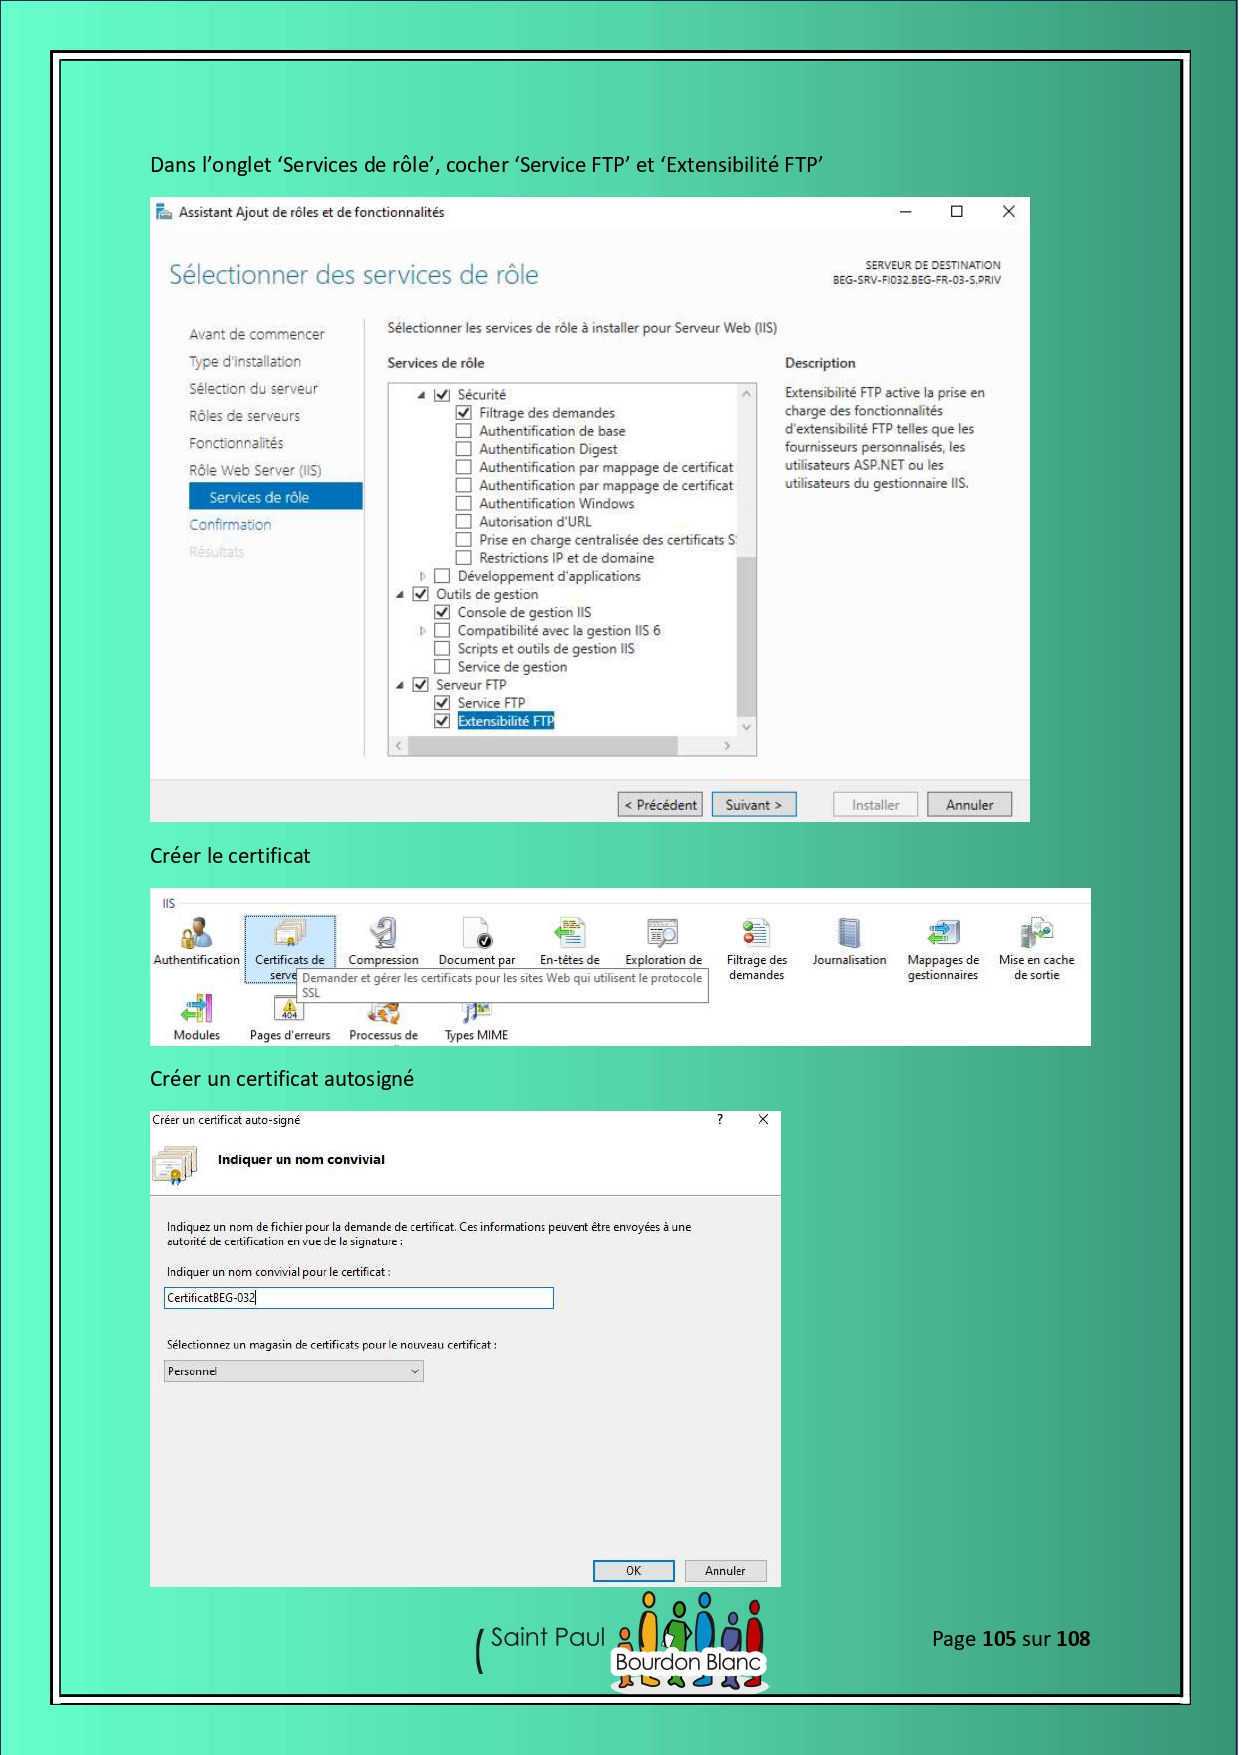 Dans l’onglet ‘Services de rôle’, cocher ‘Service FTP’ et ‘Extensibilité FTP’
Assistant Ajout de rôles et de fonctionnalités
Sélectionner des services de rôle
SERVEUR DE DESTINATION
BEG-SRV-FI032.BEG-FR-03-S.PRIV
Avant de commencer
Type d'installation
Sélection du serveur
Rôles de serveurs
Fonctionnalités
Rôle Web Server (IIS)
Services de rôle
Confirmation
Résultats
Sélectionner les services de rôle à installer pour Serveur Web (IIS)
Services de rôle
Sécurité
Filtrage des demandes
Authentification de base
Authentification Digest
Authentification par mappage de certificat
Authentification par mappage de certificat
Authentification Windows
Autorisation d'URL
Prise en charge centralisée des certificats S
Restrictions IP et de domaine
Développement d'applications
Outils de gestion
Console de gestion IIS
Compatibilité avec la gestion IIS 6
Scripts et outils de gestion IIS
Service de gestion
Serveur FTP
Service FTP
Extensibilité FTP
Description
Extensibilité FTP active la prise en
charge des fonctionnalités
d'extensibilité FTP telles que les
fournisseurs personnalisés, les
utilisateurs ASP.NET ou les
utilisateurs du gestionnaire IIS.
< Précédent Suivant > Installer Annuler
Créer le certificat
IIS
Authentification Certificats de Compression Document par En-têtes de Exploration de Filtrage des Journalisation Mappages de Mise en cache
serve demandes gestionnaires de sortie
Demander et gérer les certificats pour les sites Web qui utilisent le protocole
SSL
404
Modules Pages d'erreurs Processus de Types MIME
Créer un certificat autosigné
Créer un certificat auto-signé ?
Indiquer un nom convivial
Indiquez un nom de fichier pour la demande de certificat. Ces informations peuvent être envoyées à une
autorité de certification en vue de la signature :
Indiquer un nom convivial pour le certificat :
CertificatBEG-032
Sélectionnez un magasin de certificats pour le nouveau certificat :
Personnel
OK Annuler
Saint Paul
Bourdon Blanc
Page 105 sur 108